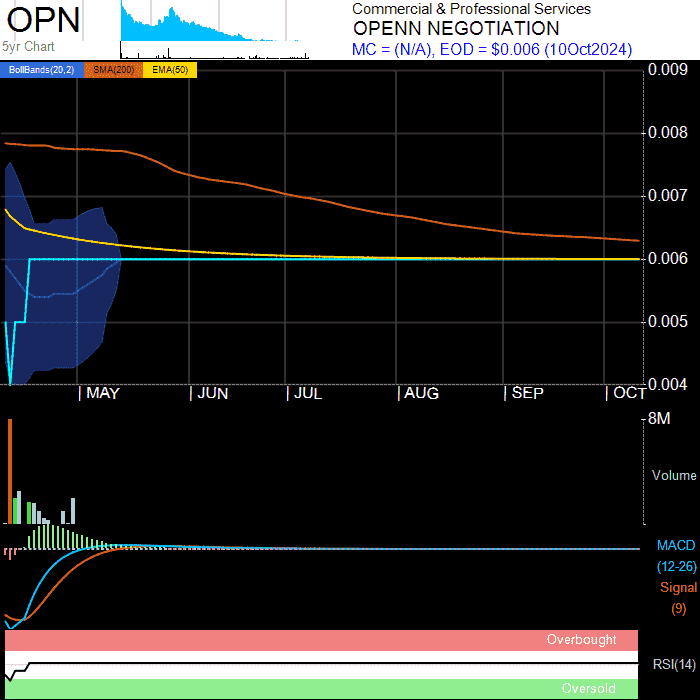 OPN
5yr Chart
Commercial & Professional Services
OPENN NEGOTIATION
MC = (N/A), EOD = $0.006 (10Oct2024)
BollBands(20,2) SMA(200) EMA(50)
0.009
0.008
0.007
0.006
0.005
0.004
MAY JUN JUL AUG SEP OCT
8M
Volume
MACD
(12-26)
Signal
(9)
Overbought
RSI(14)
Oversold